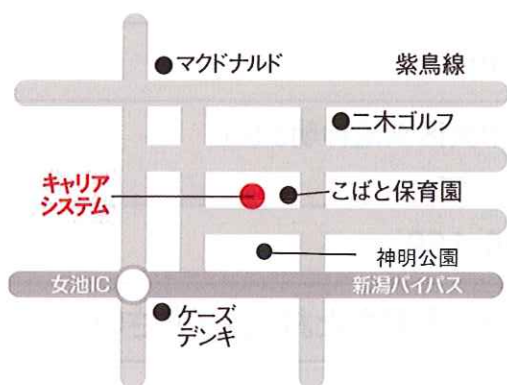 マクドナルド
紫鳥線
二木ゴルフ
キャリア
システム
こばと保育園
神明公園
女池IC
新潟バイパス
ケーズ
デンキ